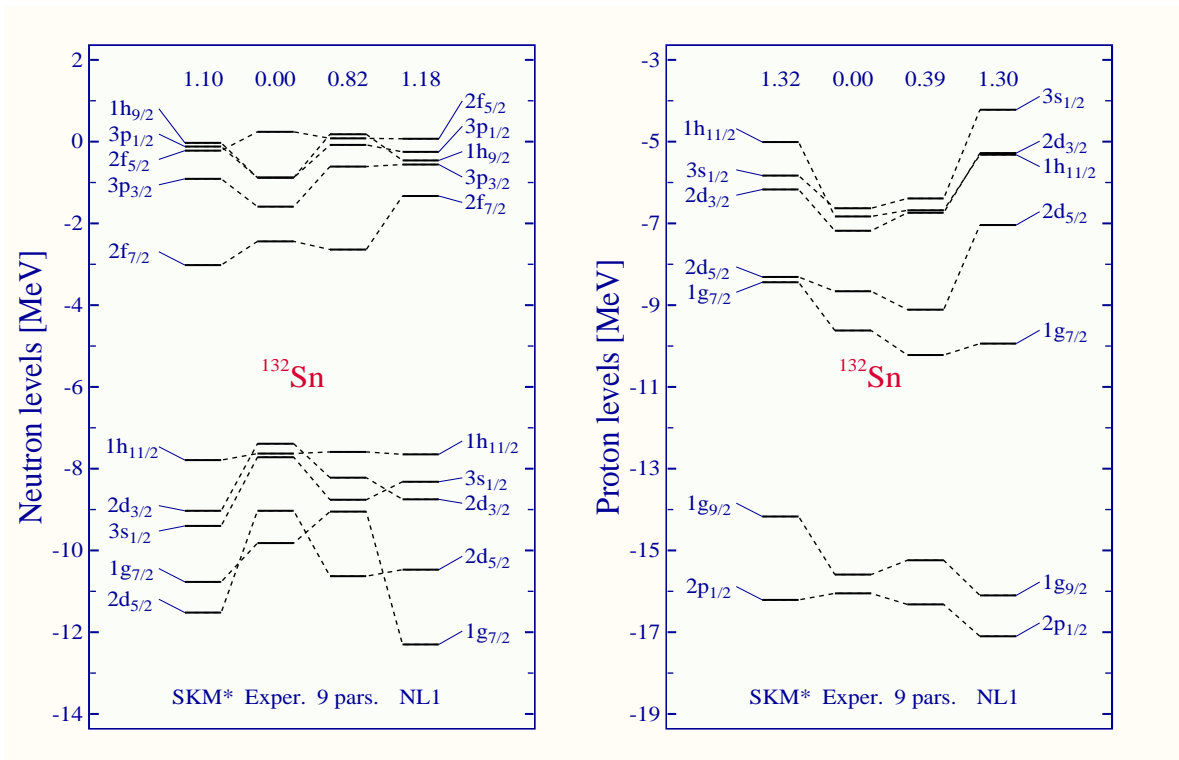 2
0
-2
-4
-6
-8
-10
-12
-14
Neutron levels [MeV]
1.10 0.00 0.82 1.18
1h9/2
3p1/2
2f5/2
3p3/2
2f7/2
2f5/2
3p1/2
1h9/2
3p3/2
2f7/2
132Sn
1h11/2
2d3/2
3s1/2
1g7/2
2d5/2
1h11/2
3s1/2
2d3/2
2d5/2
1g7/2
SKM* Exper. 9 pars. NL1
-3
-5
-7
-9
-11
-13
-15
-17
-19
Proton levels [MeV]
1.32 0.00 0.39 1.30
1h11/2
3s1/2
2d3/2
2d5/2
1g7/2
3s1/2
2d3/2
1h11/2
2d5/2
1g7/2
132Sn
1g9/2
2p1/2
1g9/2
2p1/2
SKM* Exper. 9 pars. NL1